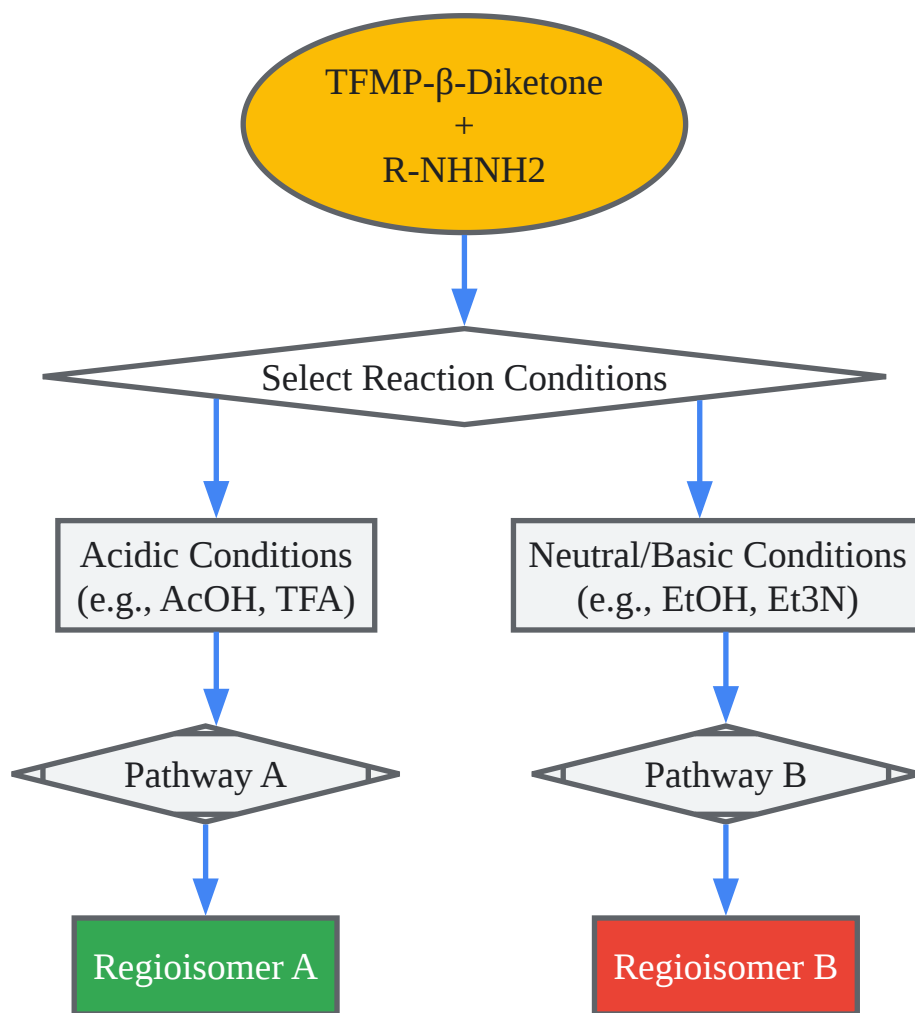 TFMP-β-Diketone
+
R-NHNH2
Select Reaction Conditions
Acidic Conditions
(e.g., AcOH, TFA)
Neutral/Basic Conditions
(e.g., EtOH, Et3N)
Pathway A
Pathway B
Regioisomer A
Regioisomer B